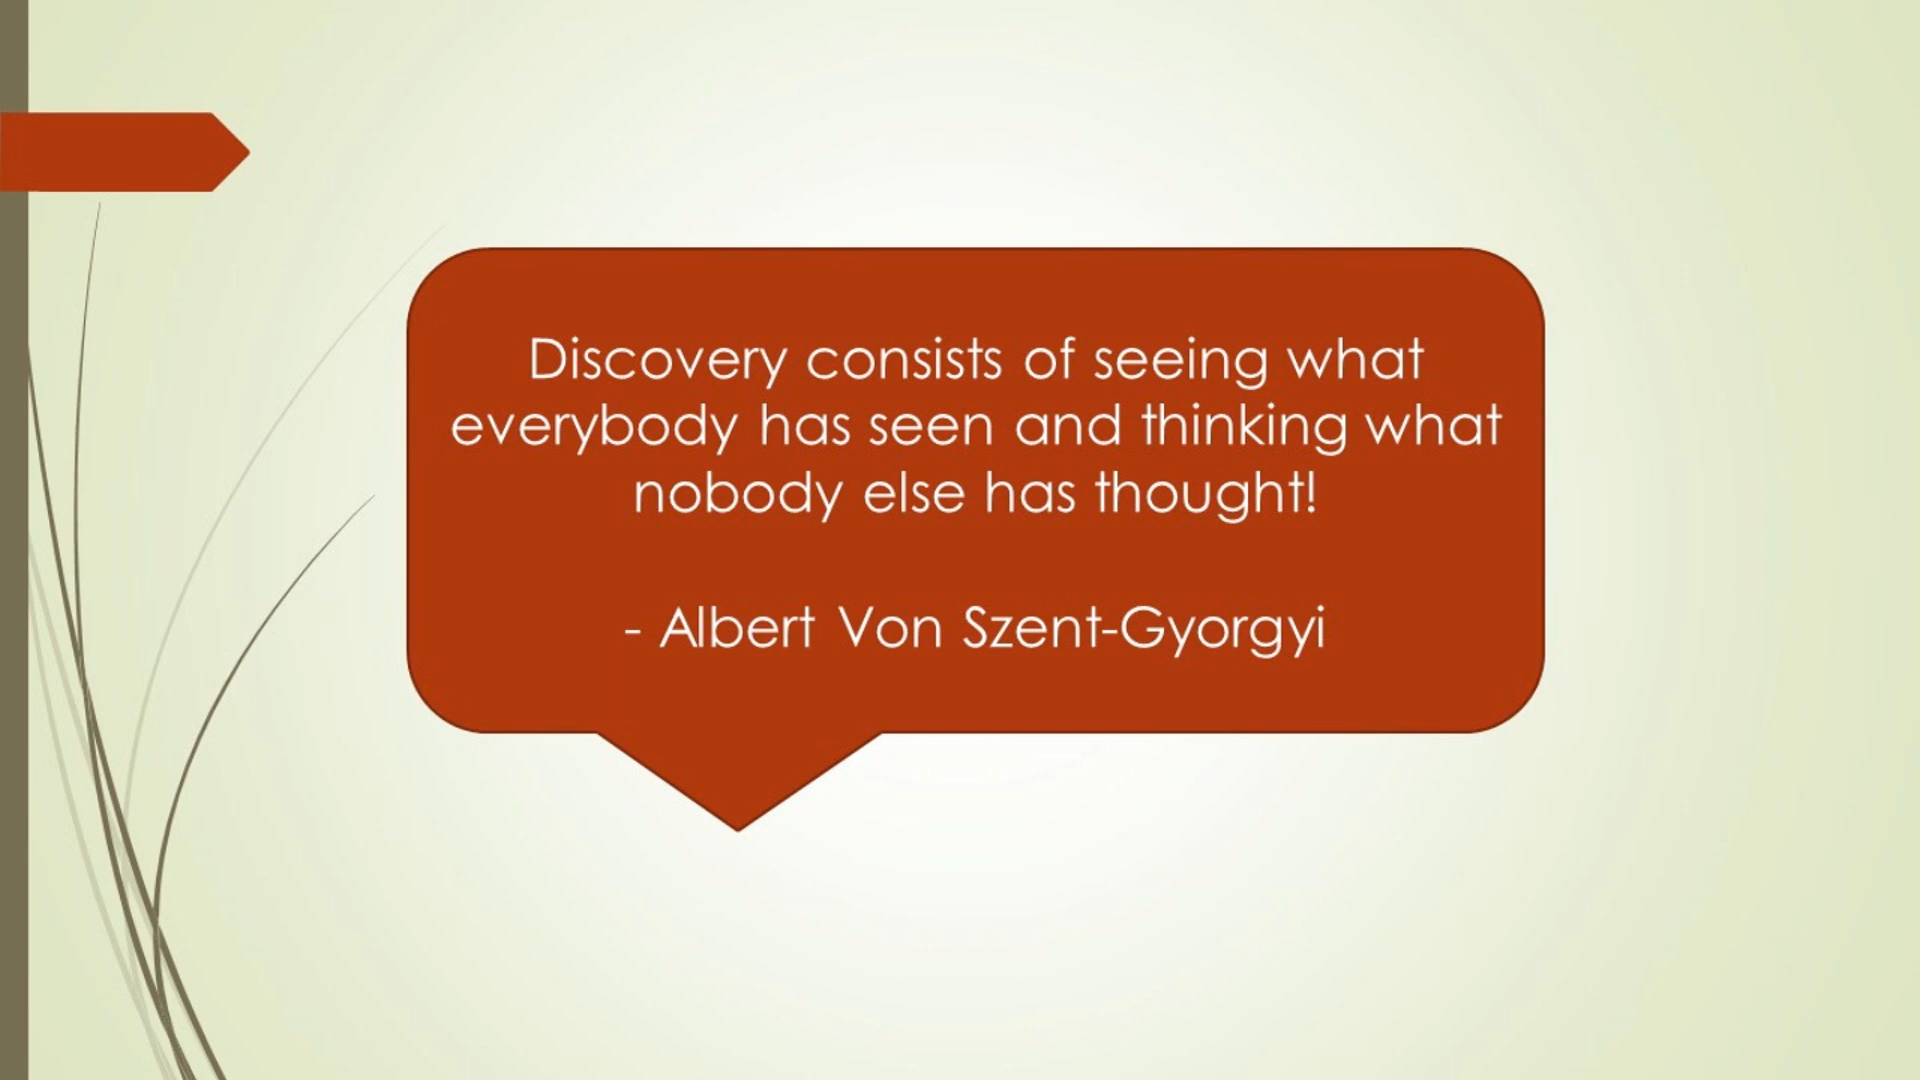 Discovery consists of seeing what
everybody has seen and thinking what
nobody else has thought!
- Albert Von Szent-Gyorgyi